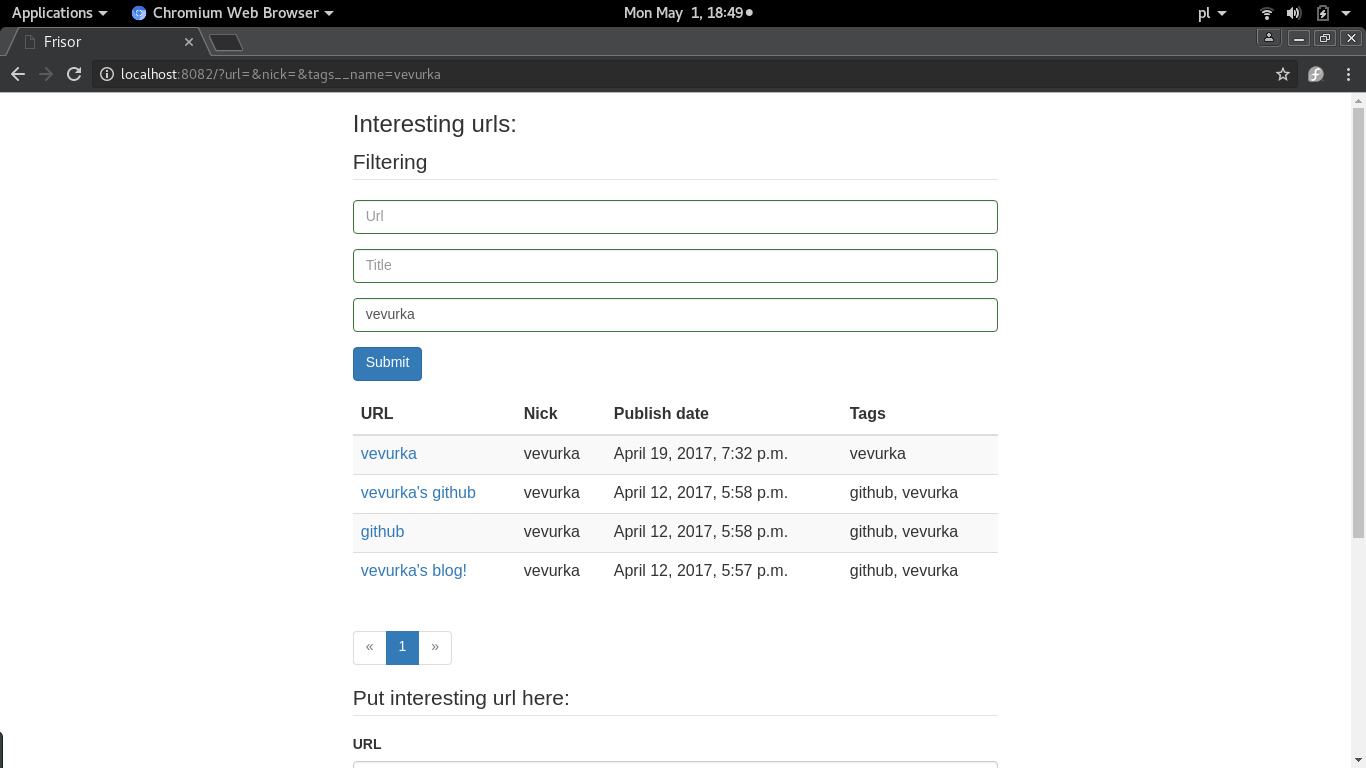 Applications Chromium Web Browser Mon May 1, 18:49 pl
Frisor
localhost:8082/?url=&nick=&tags__name=vevurka
Interesting urls:
Filtering
Url
Title
vevurka
Submit
URL Nick Publish date Tags
vevurka vevurka April 19, 2017, 7:32 p.m. vevurka
vevurka's github vevurka April 12, 2017, 5:58 p.m. github, vevurka
github vevurka April 12, 2017, 5:58 p.m. github, vevurka
vevurka's blog! vevurka April 12, 2017, 5:57 p.m. github, vevurka
« 1 »
Put interesting url here:
URL